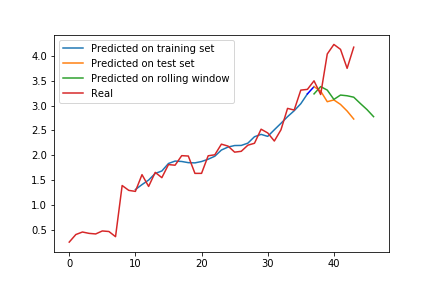 Predicted on training set
Predicted on test set
Predicted on rolling window
Real
4.0
3.5
3.0
2.5
2.0
1.5
1.0
0.5
0 10 20 30 40